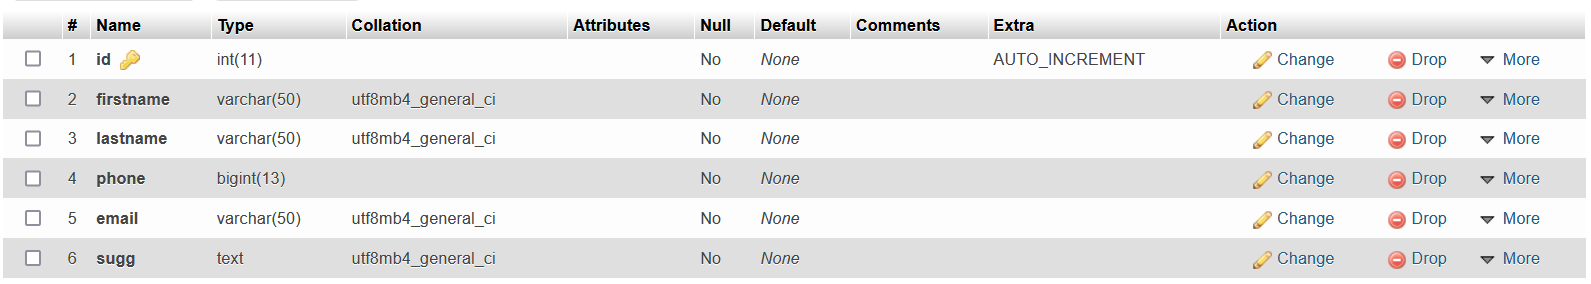 # Name Type Collation Attributes Null Default Comments Extra Action
1 id int(11) No None AUTO_INCREMENT Change Drop More
2 firstname varchar(50) utf8mb4_general_ci No None Change Drop More
3 lastname varchar(50) utf8mb4_general_ci No None Change Drop More
4 phone bigint(13) No None Change Drop More
5 email varchar(50) utf8mb4_general_ci No None Change Drop More
6 sugg text utf8mb4_general_ci No None Change Drop More